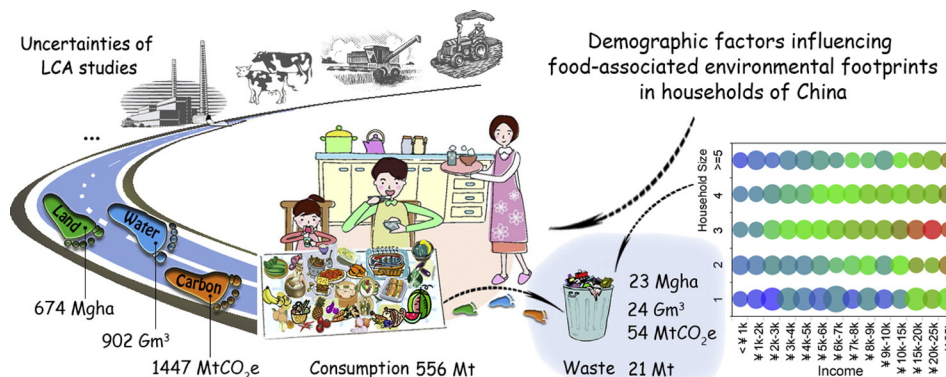 Uncertainties of
LCA studies
...
Demographic factors influencing
food-associated environmental footprints
in households of China
Land
Water
Carbon
674 Mgha
902 Gm³
1447 MtCO₂e
Consumption 556 Mt
23 Mgha
24 Gm³
54 MtCO₂e
Waste 21 Mt
Household Size
>=5
4
3
2
1
<¥1k
¥1k-2k
¥2k-3k
¥3k-4k
¥4k-5k
¥5k-6k
¥6k-7k
¥7k-8k
¥8k-9k
¥9k-10k
¥10k-15k
¥15k-20k
¥20k-25k
Income